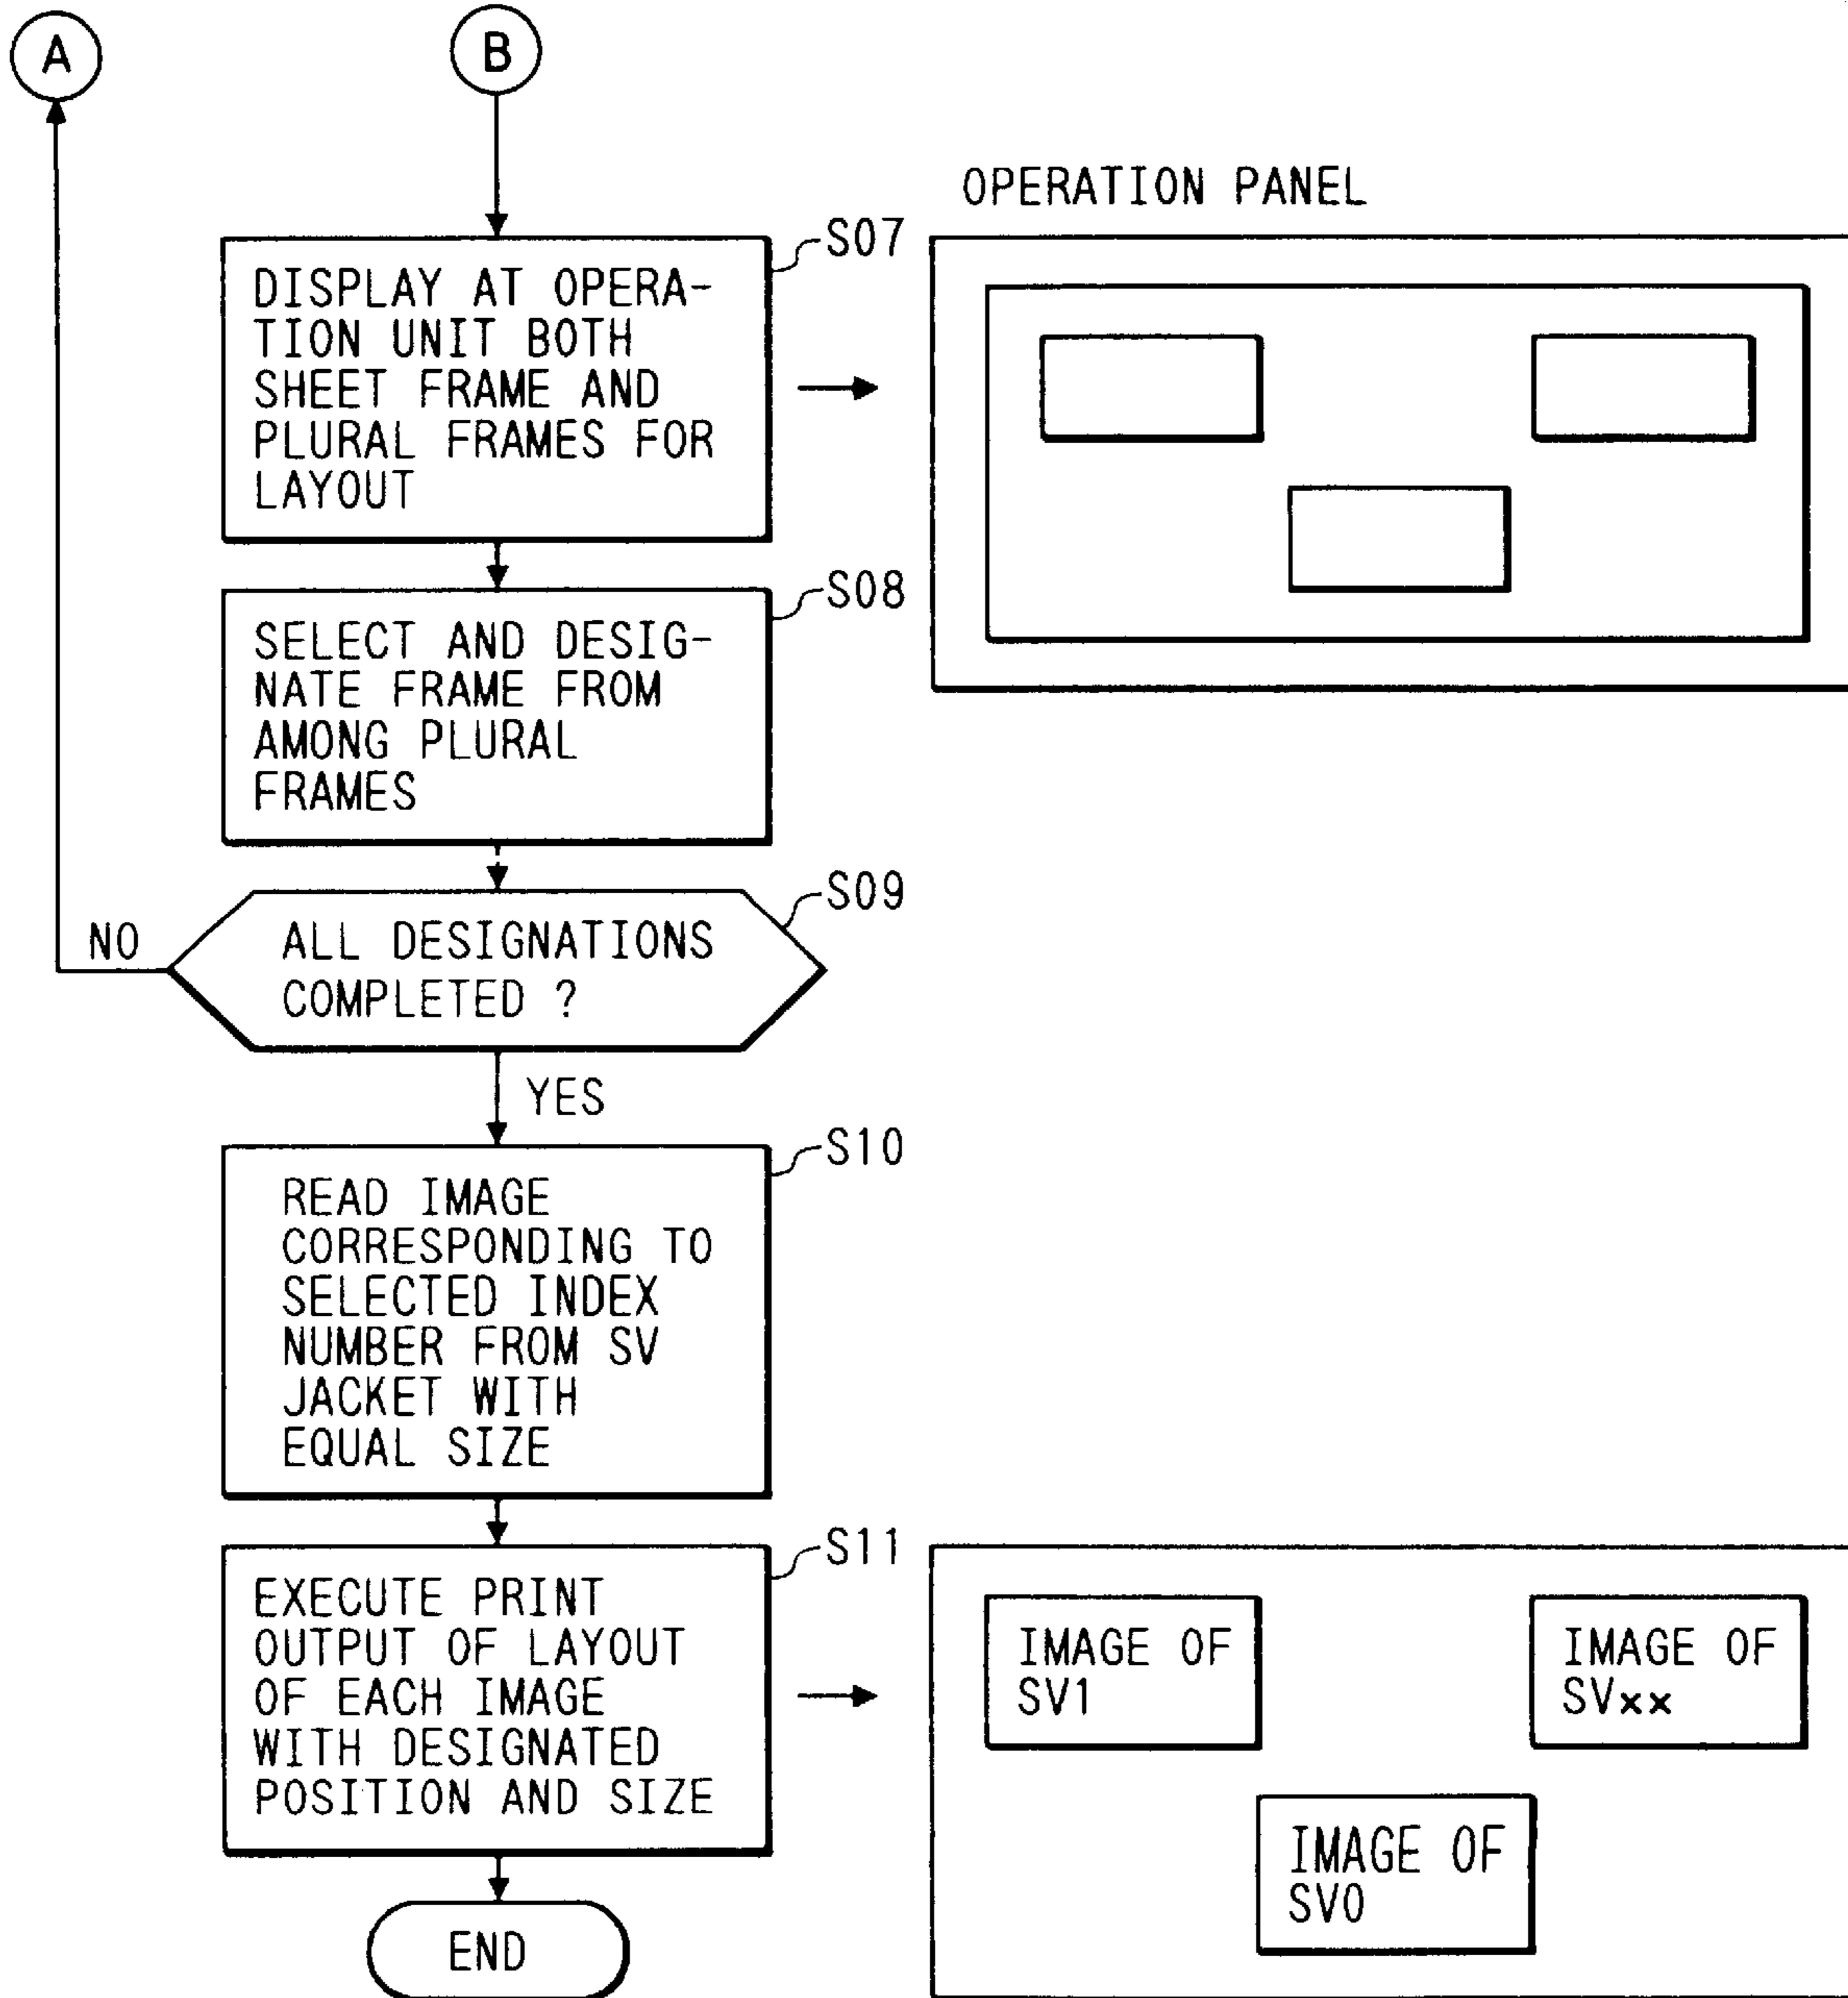 A
B
OPERATION PANEL
S07
DISPLAY AT OPERA-
TION UNIT BOTH
SHEET FRAME AND
PLURAL FRAMES FOR
LAYOUT
S08
SELECT AND DESIG-
NATE FRAME FROM
AMONG PLURAL
FRAMES
S09
NO
ALL DESIGNATIONS
COMPLETED ?
YES
S10
READ IMAGE
CORRESPONDING TO
SELECTED INDEX
NUMBER FROM SV
JACKET WITH
EQUAL SIZE
S11
EXECUTE PRINT
OUTPUT OF LAYOUT
OF EACH IMAGE
WITH DESIGNATED
POSITION AND SIZE
IMAGE OF
SV1
IMAGE OF
SVxx
IMAGE OF
SV0
END